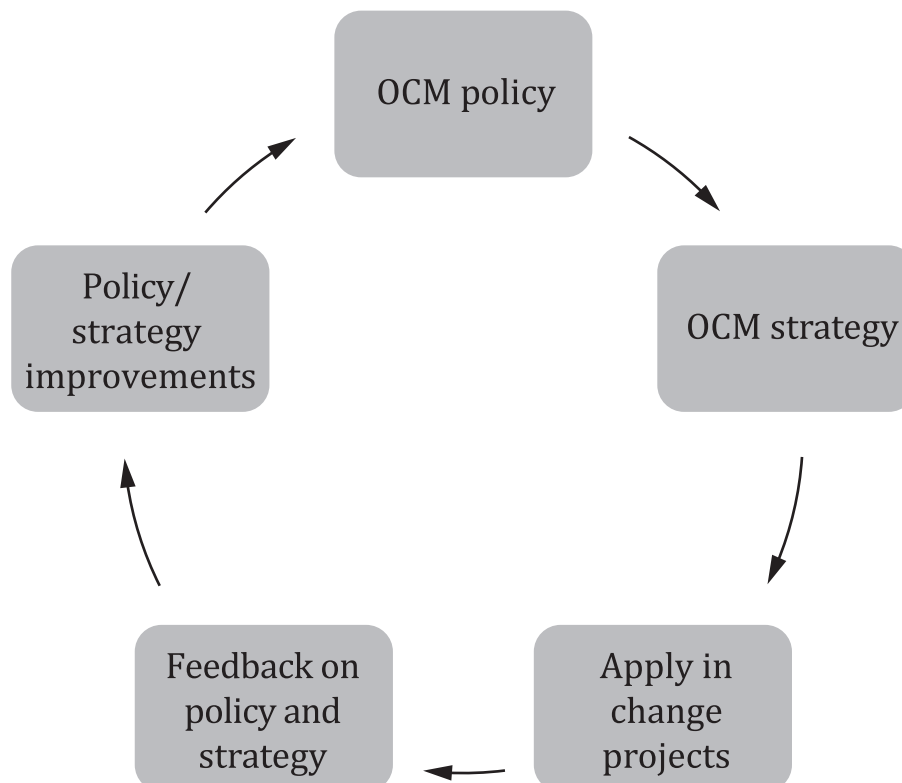 OCM policy
OCM strategy
Apply in
change
projects
Feedback on
policy and
strategy
Policy/
strategy
improvements